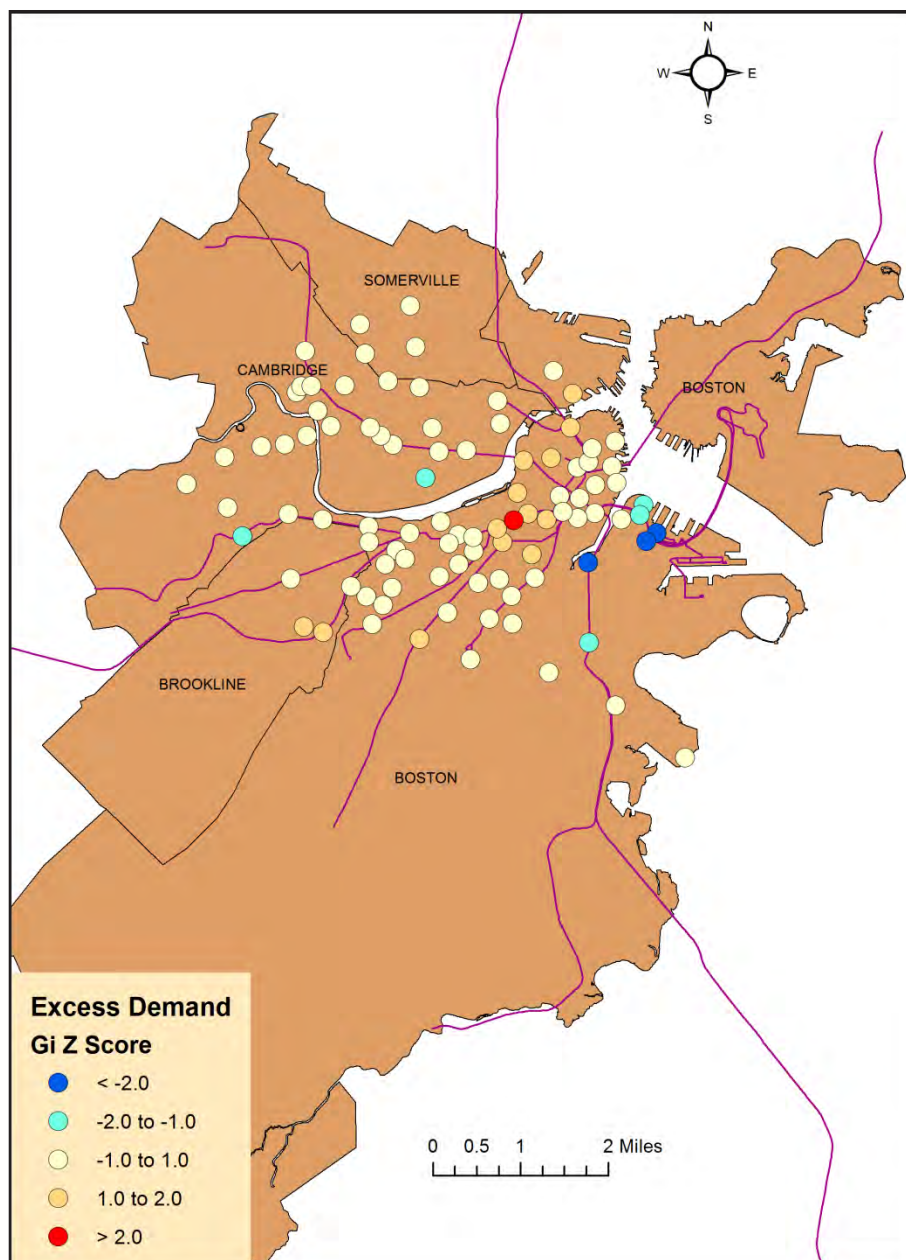 N
W E
S
SOMERVILLE
CAMBRIDGE
BOSTON
BROOKLINE
BOSTON
Excess Demand
Gi Z Score
< -2.0
-2.0 to -1.0
-1.0 to 1.0
1.0 to 2.0
> 2.0
0 0.5 1 2 Miles